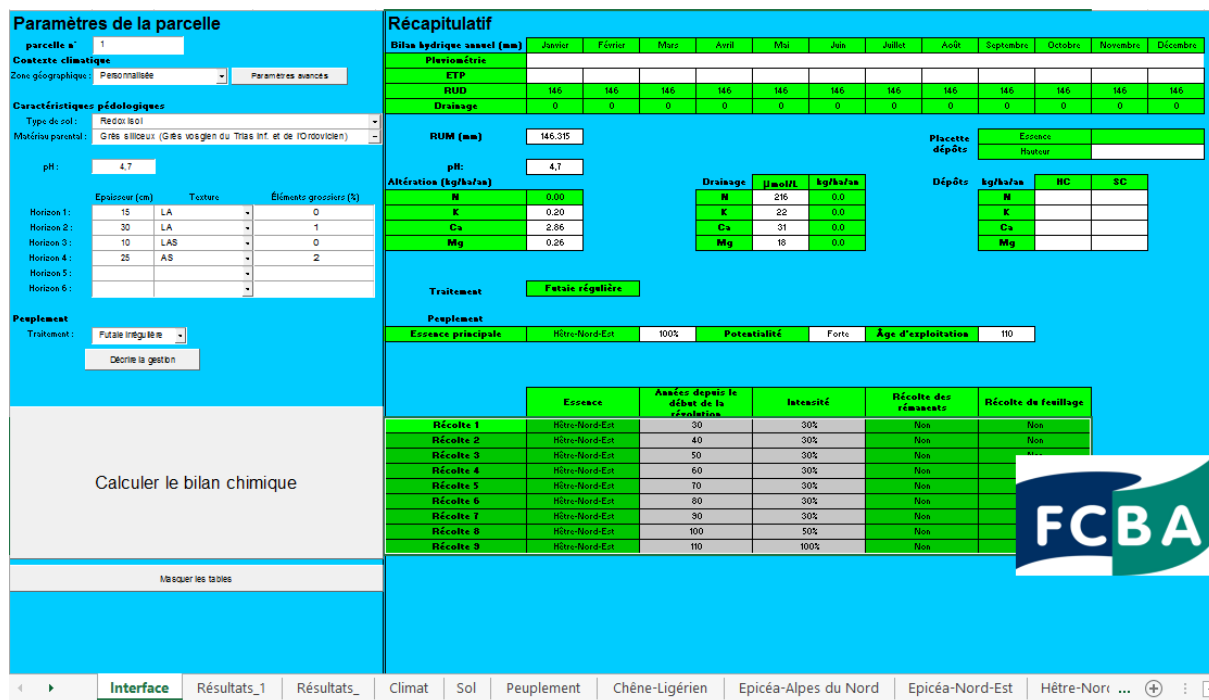 Paramètres de la parcelle
parcelle n° 1
Contexte climatique
Zone géographique : Personnalisée Paramètres avancés
Caractéristiques pédologiques
Type de sol : Redoxisol
Matériau parental : Grès siliceux (Grès vosgien du Trias inf. et de l'Ordovicien)
pH : 4,7
Epaisseur (cm) Texture Éléments grossiers (%)
Horizon 1 : 15 LA 0
Horizon 2 : 30 LA 1
Horizon 3 : 10 LAS 0
Horizon 4 : 25 AS 2
Horizon 5 :
Horizon 6 :
Peuplement
Traitement : Futaie irrégulière
Décrire la gestion
Calculer le bilan chimique
Masquer les tables
Récapitulatif
Bilan hydrique annuel (mm) Janvier Février Mars Avril Mai Juin Juillet Août Septembre Octobre Novembre Décembre
Pluviométrie
ETP
RUD 146 146 146 146 146 146 146 146 146 146 146 146
Drainage 0 0 0 0 0 0 0 0 0 0 0 0
RUM (mm) 146.315
Placette dépôts Essence
Hauteur
pH: 4,7
Altération (kg/ha/an)
N 0.00
K 0.20
Ca 2.86
Mg 0.26
Drainage µmol/L kg/ha/an
N 216 0.0
K 22 0.0
Ca 31 0.0
Mg 18 0.0
Dépôts kg/ha/an HC SC
N
K
Ca
Mg
Traitement Futaie régulière
Peuplement
Essence principale Hêtre-Nord-Est 100% Potentialité Forte Âge d'exploitation 110
Essence Années depuis le début de la révolution Intensité Récolte des rémanents Récolte du feuillage
Récolte 1 Hêtre-Nord-Est 30 30% Non Non
Récolte 2 Hêtre-Nord-Est 40 30% Non Non
Récolte 3 Hêtre-Nord-Est 50 30% Non Non
Récolte 4 Hêtre-Nord-Est 60 30% Non
Récolte 5 Hêtre-Nord-Est 70 30% Non
Récolte 6 Hêtre-Nord-Est 80 30% Non
Récolte 7 Hêtre-Nord-Est 90 30% Non
Récolte 8 Hêtre-Nord-Est 100 50% Non
Récolte 9 Hêtre-Nord-Est 110 100% Non
FCBA
Interface Résultats_1 Résultats_ Climat Sol Peuplement Chêne-Ligérien Epicéa-Alpes du Nord Epicéa-Nord-Est Hêtre-Nord ...